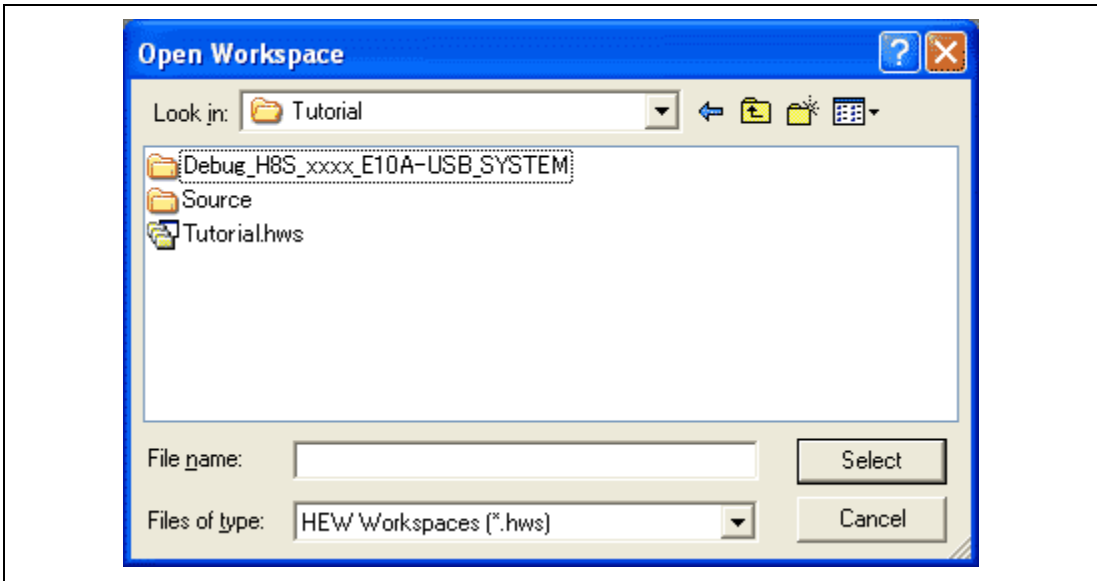 Open Workspace
Look in: Tutorial
Debug_H8S_xxxx_E10A-USB_SYSTEM
Source
Tutorial.hws
File name: Select
Files of type: HEW Workspaces (*.hws) Cancel